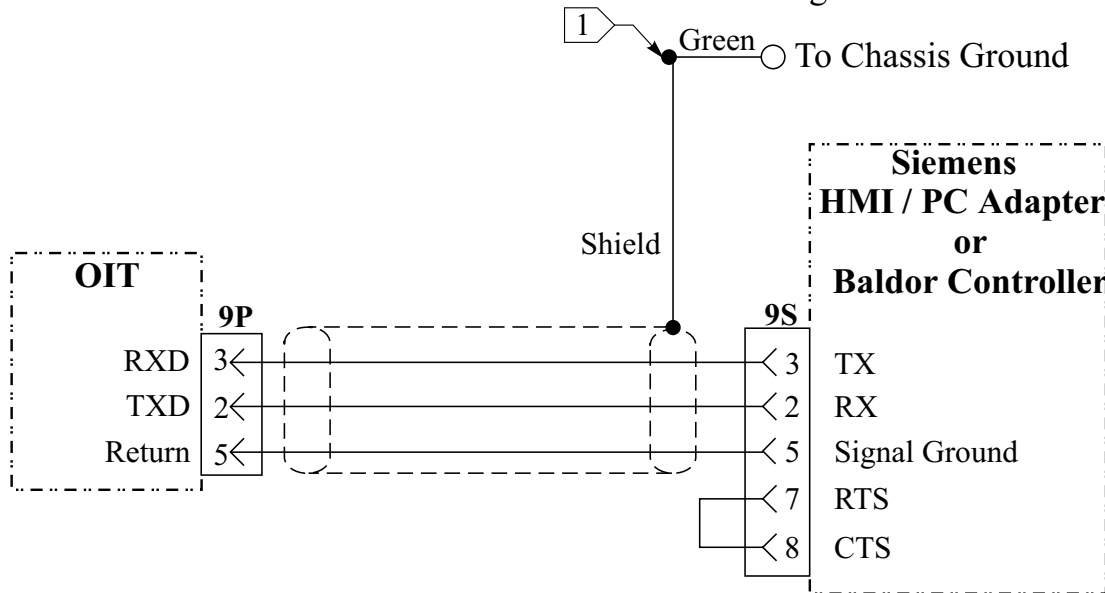 1
Green
To Chassis Ground
Siemens
HMI / PC Adapter
or
Baldor Controller
Shield
OIT
9P
9S
RXD 3 3 TX
TXD 2 2 RX
Return 5 5 Signal Ground
7 RTS
8 CTS